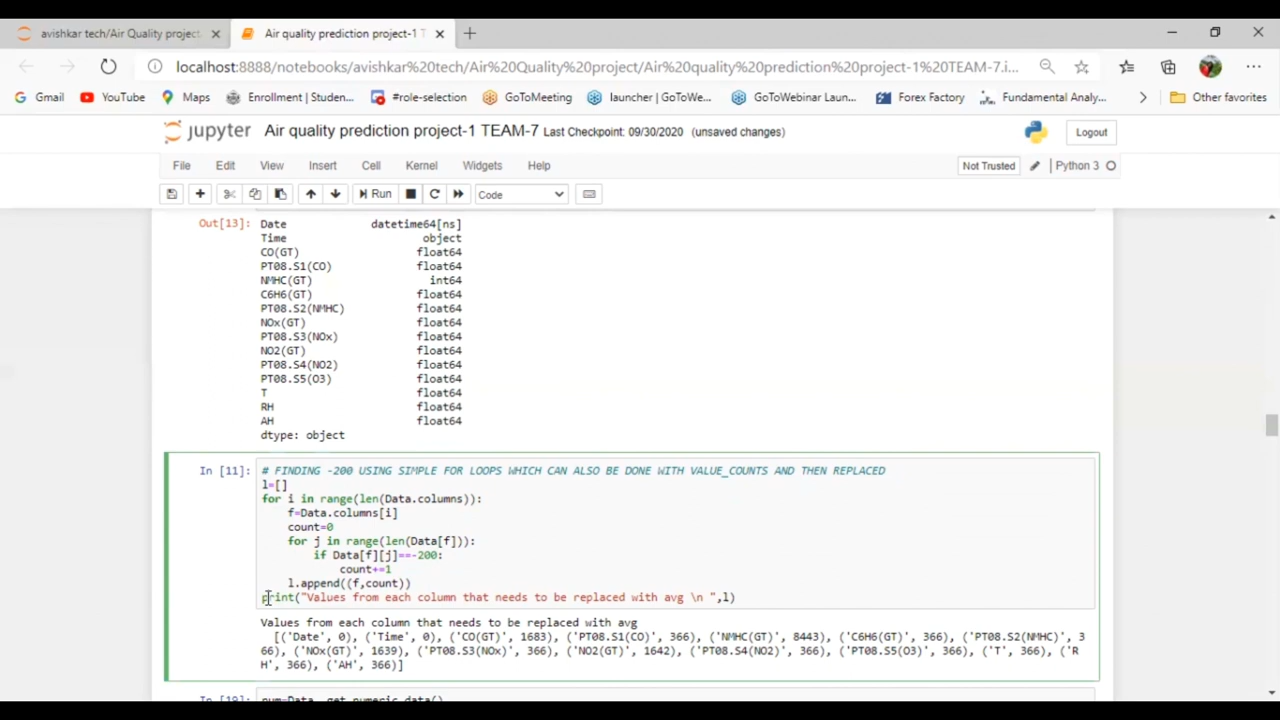 avishkar tech/Air Quality project
Air quality prediction project-1 T
localhost:8888/notebooks/avishkar%20tech/Air%20Quality%20project/Air%20quality%20prediction%20project-1%20TEAM-7.i...
Gmail YouTube Maps Enrollment | Studen... #role-selection GoToMeeting launcher | GoToWe... GoToWebinar Laun... Forex Factory Fundamental Analy... Other favorites
jupyter Air quality prediction project-1 TEAM-7 Last Checkpoint: 09/30/2020 (unsaved changes) Logout
File Edit View Insert Cell Kernel Widgets Help Not Trusted Python 3
Run Code
Out[13]: Date datetime64[ns]
Time object
CO(GT) float64
PT08.S1(CO) float64
NMHC(GT) int64
C6H6(GT) float64
PT08.S2(NMHC) float64
NOx(GT) float64
PT08.S3(NOx) float64
NO2(GT) float64
PT08.S4(NO2) float64
PT08.S5(O3) float64
T float64
RH float64
AH float64
dtype: object
In [11]: # FINDING -200 USING SIMPLE FOR LOOPS WHICH CAN ALSO BE DONE WITH VALUE_COUNTS AND THEN REPLACED
l=[]
for i in range(len(Data.columns)):
f=Data.columns[i]
count=0
for j in range(len(Data[f])):
if Data[f][j]==-200:
count+=1
l.append((f,count))
print("Values from each column that needs to be replaced with avg \n ",l)
Values from each column that needs to be replaced with avg
[('Date', 0), ('Time', 0), ('CO(GT)', 1683), ('PT08.S1(CO)', 366), ('NMHC(GT)', 8443), ('C6H6(GT)', 366), ('PT08.S2(NMHC)', 3
66), ('NOx(GT)', 1639), ('PT08.S3(NOx)', 366), ('NO2(GT)', 1642), ('PT08.S4(NO2)', 366), ('PT08.S5(O3)', 366), ('T', 366), ('R
H', 366), ('AH', 366)]
In [19]: num=Data._get_numeric_data()